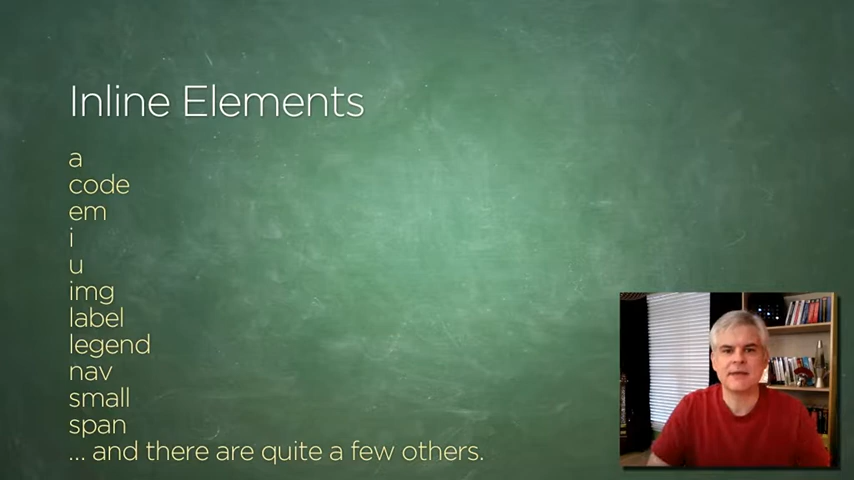 Inline Elements
a
code
em
i
u
img
label
legend
nav
small
span
... and there are quite a few others.